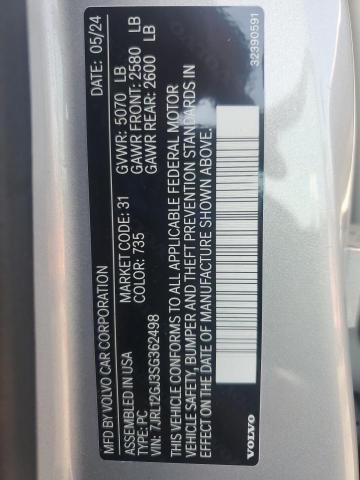 MFD BY VOLVO CAR CORPORATION DATE: 05/24
ASSEMBLED IN USA GVWR: 5070 LB
TYPE: PC MARKET CODE: 31 GAWR FRONT: 2580 LB
VIN: 7JRL12GJ3SG362498 COLOR: 735 GAWR REAR: 2600 LB
THIS VEHICLE CONFORMS TO ALL APPLICABLE FEDERAL MOTOR
VEHICLE SAFETY, BUMPER AND THEFT PREVENTION STANDARDS IN
EFFECT ON THE DATE OF MANUFACTURE SHOWN ABOVE.
VOLVO 32390591